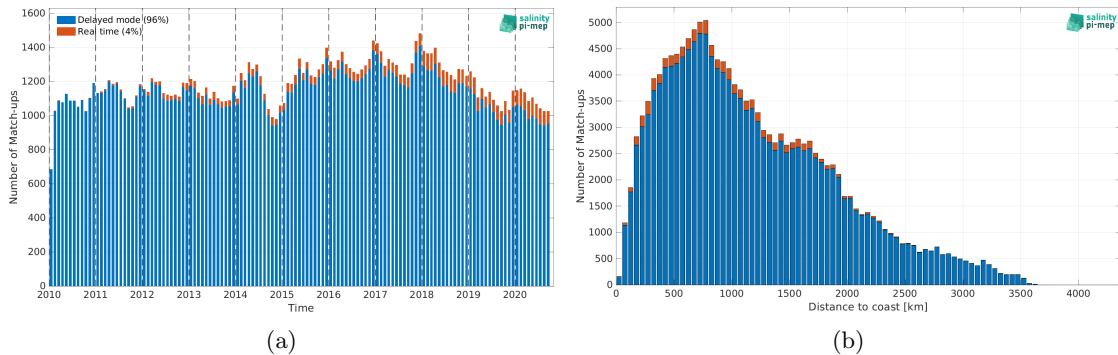 1600
1400
1200
1000
800
600
400
200
0
Number of Match-ups
Delayed mode (96%)
Real time (4%)
salinity
pi-mep
2010 2011 2012 2013 2014 2015 2016 2017 2018 2019 2020
Time
(a)
5000
4500
4000
3500
3000
2500
2000
1500
1000
500
0
Number of Match-ups
salinity
pi-mep
0 500 1000 1500 2000 2500 3000 3500 4000
Distance to coast [km]
(b)